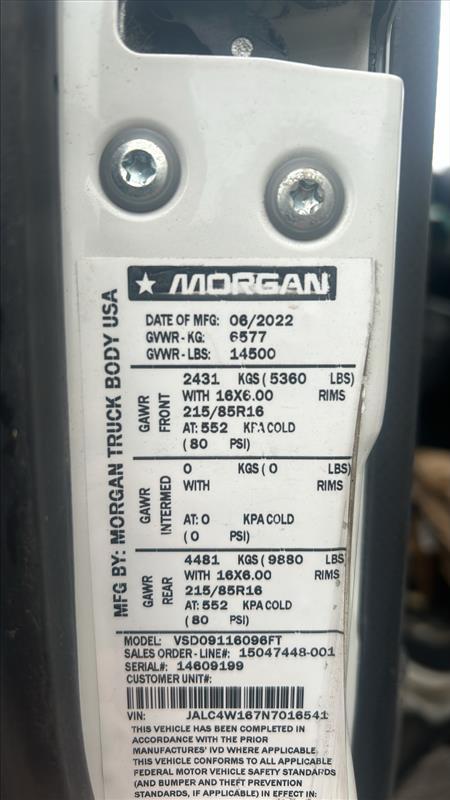 MORGAN
MFG BY: MORGAN TRUCK BODY USA
DATE OF MFG: 06/2022
GVWR - KG: 6577
GVWR - LBS: 14500
GAWR FRONT
2431 KGS ( 5360 LBS)
WITH 16X6.00 RIMS
215/85R16
AT: 552 KPA COLD
( 80 PSI)
GAWR INTERMED
0 KGS ( 0 LBS)
WITH RIMS
AT: 0 KPA COLD
( 0 PSI)
GAWR REAR
4481 KGS ( 9880 LBS)
WITH 16X6.00 RIMS
215/85R16
AT: 552 KPA COLD
( 80 PSI)
MODEL: VSD09116096FT
SALES ORDER - LINE#: 15047448-001
SERIAL#: 14609199
CUSTOMER UNIT#:
VIN: JALC4W167N7016541
THIS VEHICLE HAS BEEN COMPLETED IN
ACCORDANCE WITH THE PRIOR
MANUFACTURES' IVD WHERE APPLICABLE.
THIS VEHICLE CONFORMS TO ALL APPLICABLE
FEDERAL MOTOR VEHICLE SAFETY STANDARDS
(AND BUMPER AND THEFT PREVENTION
STANDARDS, IF APPLICABLE) IN EFFECT IN: